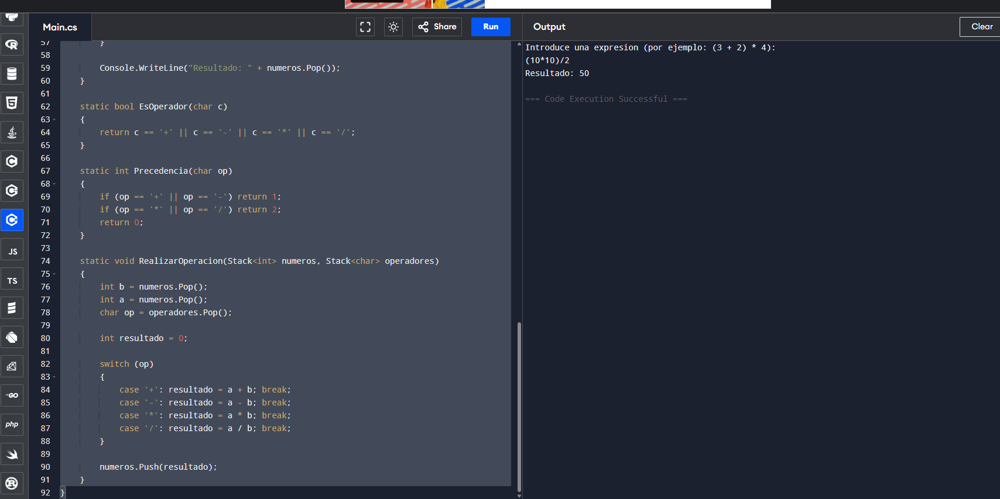 Main.cs
Share
Run
Output
Clear
57 }
58
59 Console.WriteLine("Resultado: " + numeros.Pop());
60 }
61
62 static bool EsOperador(char c)
63 {
64 return c == '+' || c == '-' || c == '*' || c == '/';
65 }
66
67 static int Precedencia(char op)
68 {
69 if (op == '+' || op == '-') return 1;
70 if (op == '*' || op == '/') return 2;
71 return 0;
72 }
73
74 static void RealizarOperacion(Stack<int> numeros, Stack<char> operadores)
75 {
76 int b = numeros.Pop();
77 int a = numeros.Pop();
78 char op = operadores.Pop();
79
80 int resultado = 0;
81
82 switch (op)
83 {
84 case '+': resultado = a + b; break;
85 case '-': resultado = a - b; break;
86 case '*': resultado = a * b; break;
87 case '/': resultado = a / b; break;
88 }
89
90 numeros.Push(resultado);
91 }
92 }
Introduce una expresion (por ejemplo: (3 + 2) * 4):
(10*10)/2
Resultado: 50
=== Code Execution Successful ===
R
5
C
C
C
JS
TS
GO
php
R